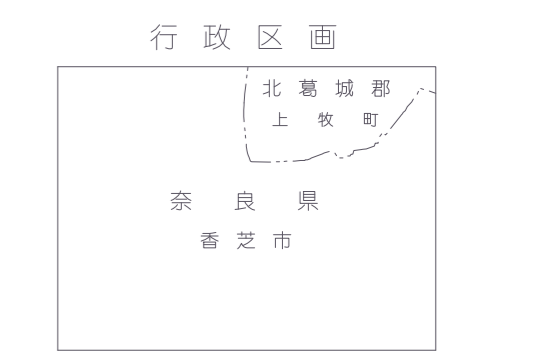 行政区画
北葛城郡
上牧町
奈良県
香芝市